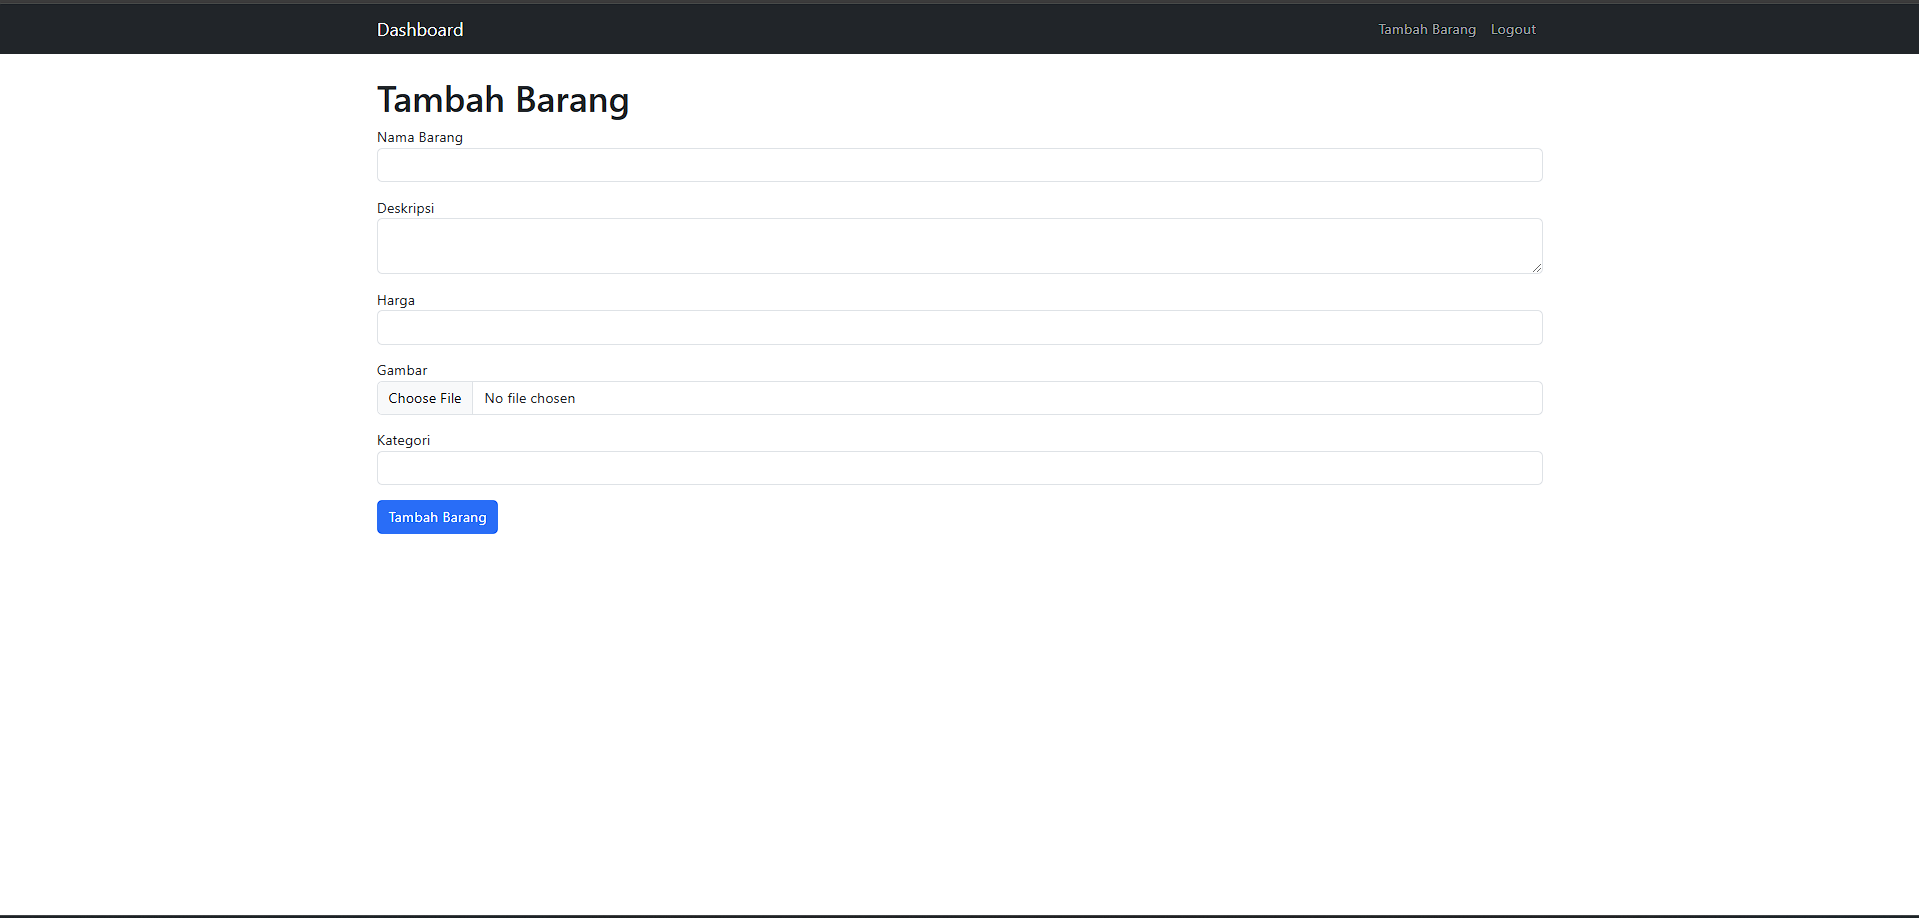 Dashboard Tambah Barang Logout
Tambah Barang
Nama Barang
Deskripsi
Harga
Gambar
Choose File No file chosen
Kategori
Tambah Barang